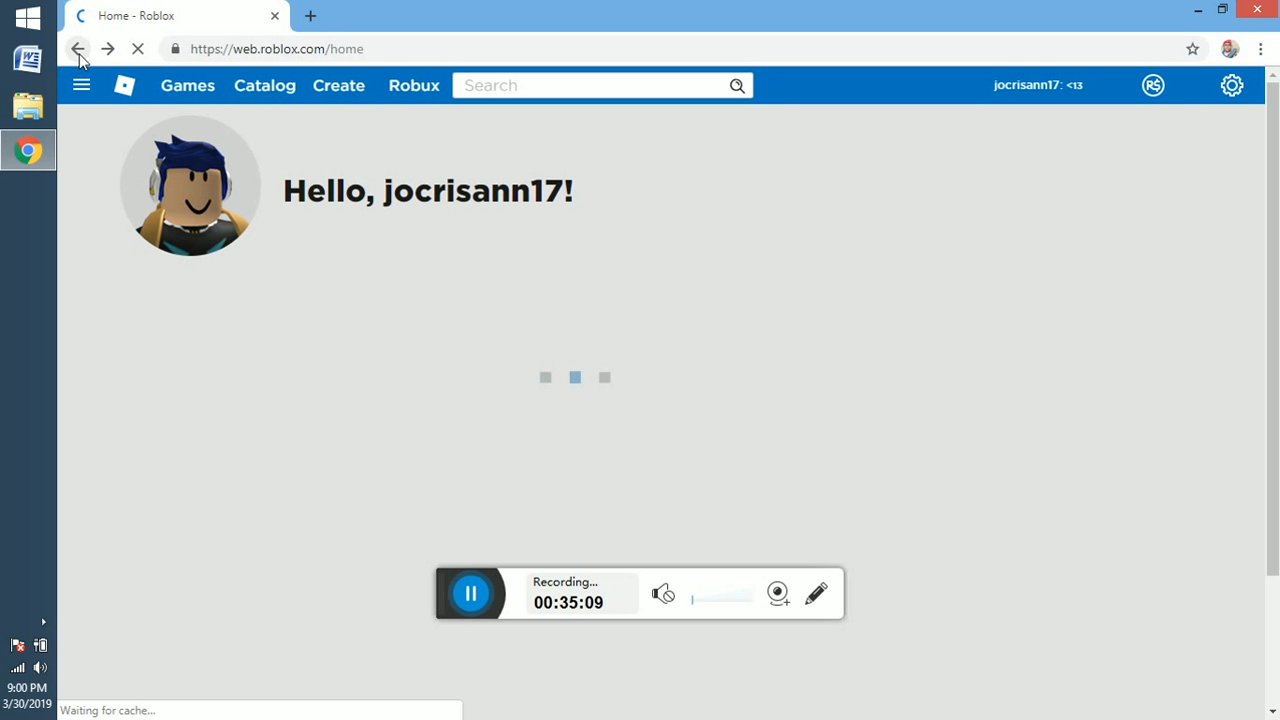 Home - Roblox
https://web.roblox.com/home
Games Catalog Create Robux Search jocrisann17: <13 R$
Hello, jocrisann17!
Recording...
00:35:09
9:00 PM
3/30/2019
Waiting for cache...